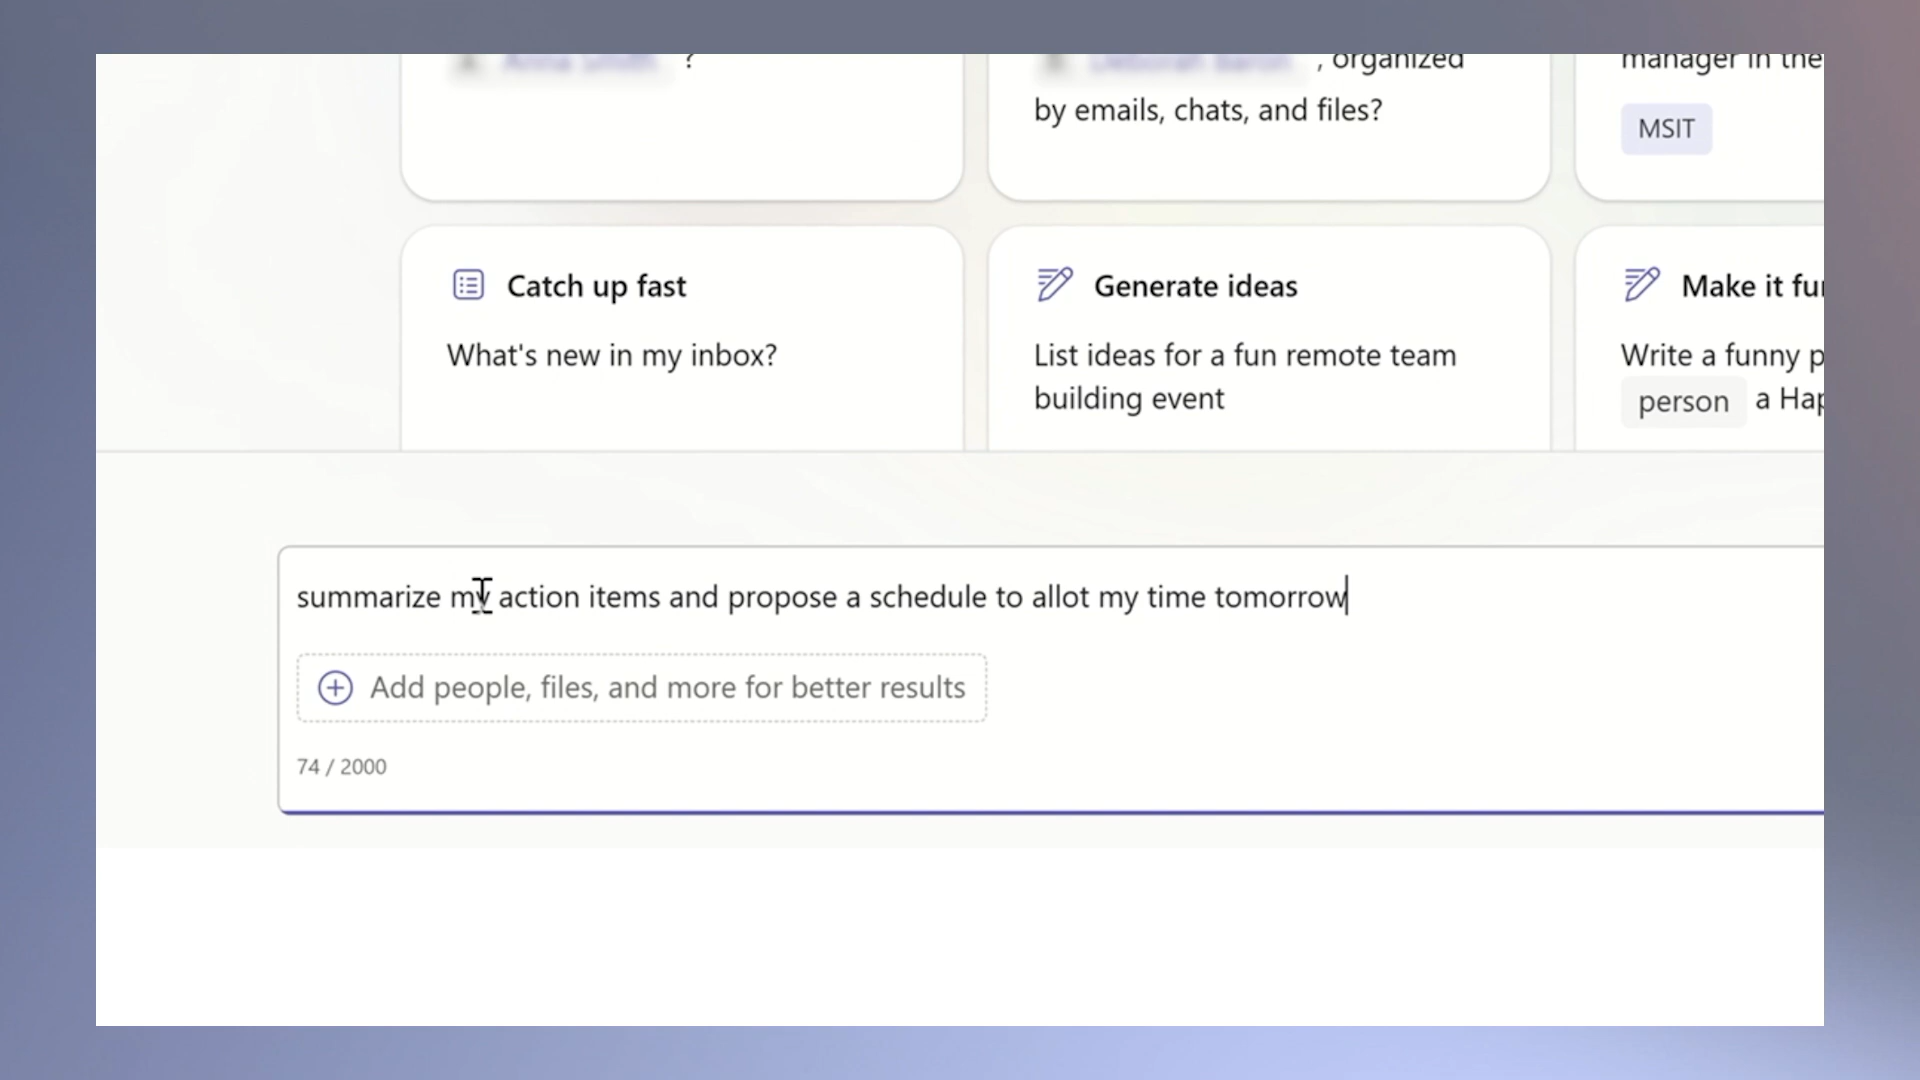 ?
, organized
manager in the
by emails, chats, and files?
MSIT
Catch up fast
Generate ideas
Make it
What's new in my inbox?
List ideas for a fun remote team
building event
Write a funny
person a
summarize my action items and propose a schedule to allot my time tomorrow
Add people, files, and more for better results
74 / 2000